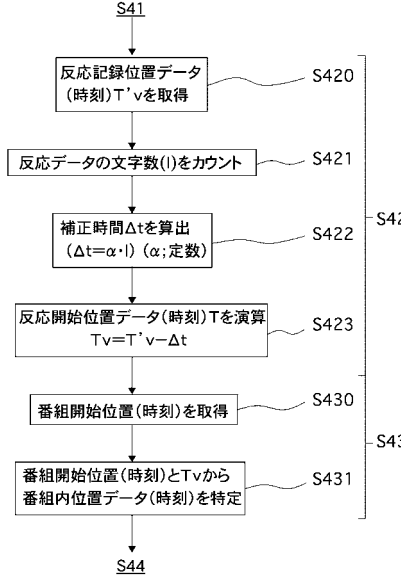 S41
反応記録位置データ
(時刻)T'vを取得
S420
反応データの文字数(l)をカウント
S421
補正時間Δtを算出
(Δt=α・l) (α;定数)
S422
反応開始位置データ(時刻)Tを演算
Tv=T'v-Δt
S423
S42
番組開始位置(時刻)を取得
S430
番組開始位置(時刻)とTvから
番組内位置データ(時刻)を特定
S431
S43
S44